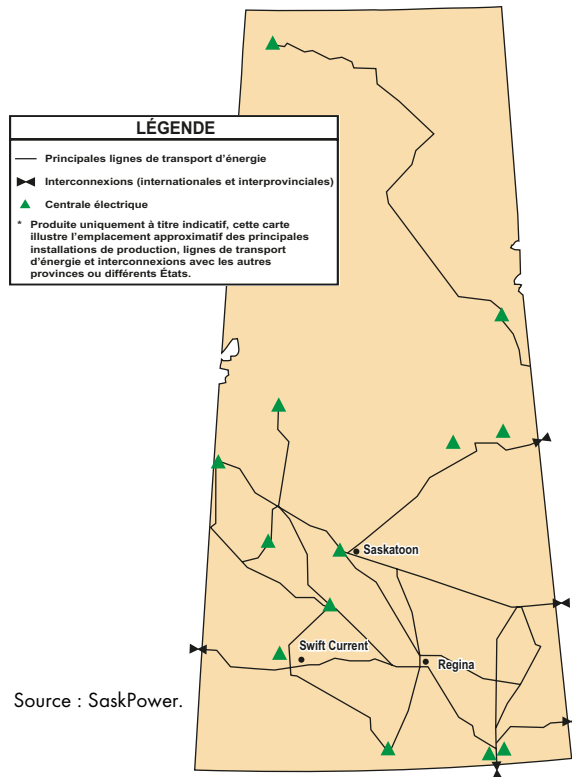 LÉGENDE
Principales lignes de transport d'énergie
Interconnexions (internationales et interprovinciales)
Centrale électrique
* Produite uniquement à titre indicatif, cette carte
illustre l'emplacement approximatif des principales
installations de production, lignes de transport
d'énergie et interconnexions avec les autres
provinces ou différents États.
Saskatoon
Swift Current
Regina
Source : SaskPower.